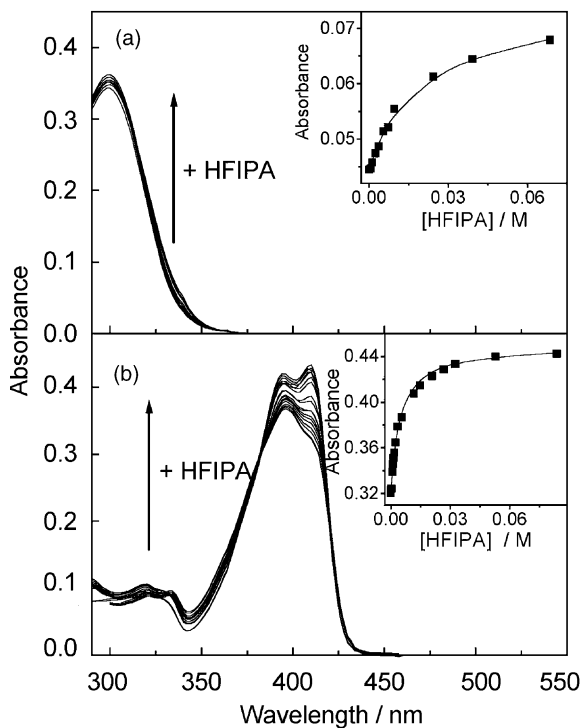 (a)
+ HFIPA
0.4
0.3
0.2
0.1
0.0
Absorbance
0.07
0.06
0.05
0.00 0.03 0.06
[HFIPA] / M
(b)
+ HFIPA
0.4
0.3
0.2
0.1
0.0
Absorbance
0.44
0.40
0.36
0.32
0.00 0.03 0.06
[HFIPA] / M
300 350 400 450 500 550
Wavelength / nm
Absorbance